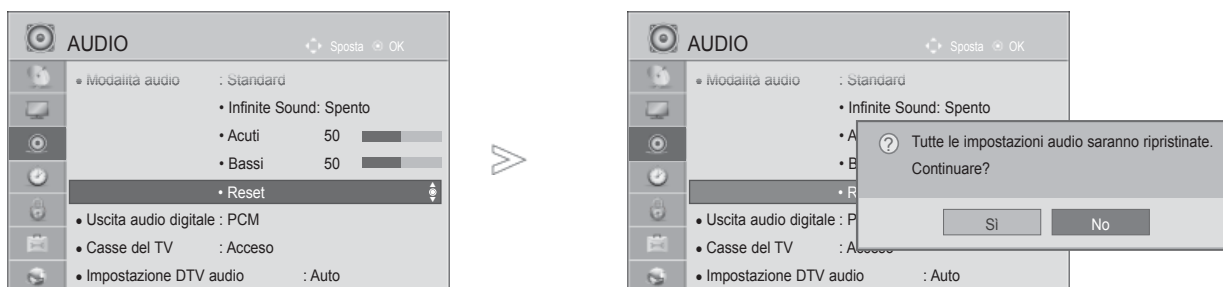 AUDIO
Sposta OK
• Modalità audio : Standard
• Infinite Sound: Spento
• Acuti 50
• Bassi 50
• Reset
• Uscita audio digitale : PCM
• Casse del TV : Acceso
• Impostazione DTV audio : Auto
AUDIO
Sposta OK
• Modalità audio : Standard
• Infinite Sound: Spento
• A
• B
• R
• Uscita audio digitale : P
• Casse del TV : Acceso
• Impostazione DTV audio : Auto
? Tutte le impostazioni audio saranno ripristinate.
Continuare?
Sì No